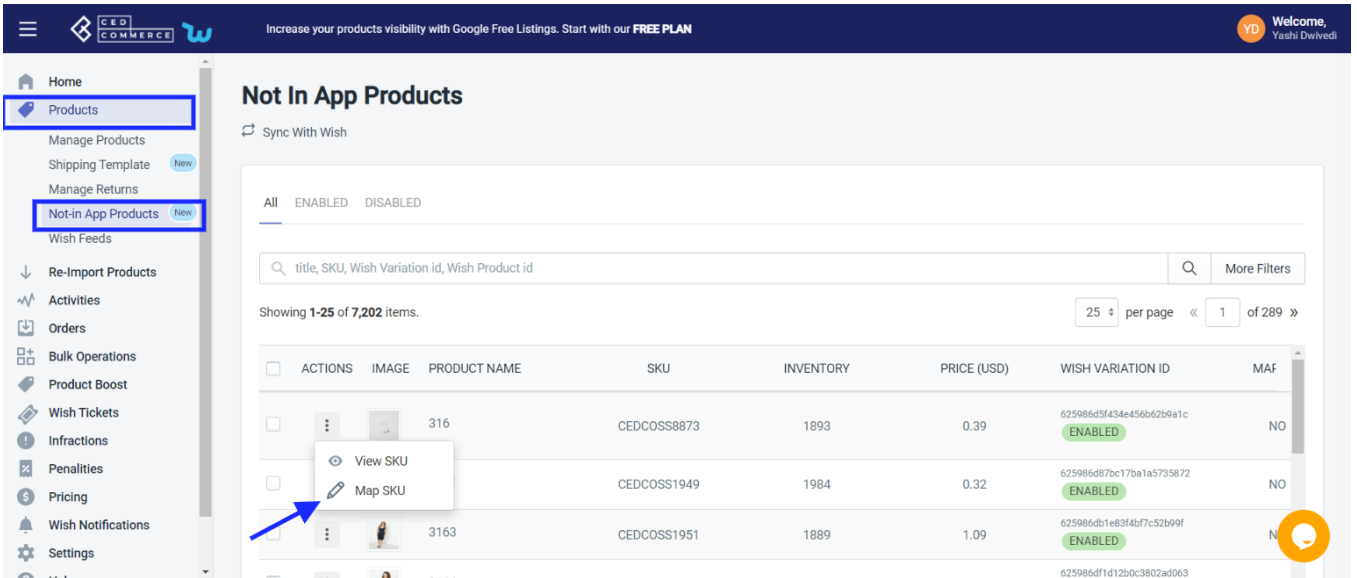 CED COMMERCE
Increase your products visibility with Google Free Listings. Start with our FREE PLAN
YD
Welcome,
Yashi Dwivedi
Home
Products
Manage Products
Shipping Template New
Manage Returns
Not-in App Products New
Wish Feeds
Re-Import Products
Activities
Orders
Bulk Operations
Product Boost
Wish Tickets
Infractions
Penalities
Pricing
Wish Notifications
Settings
Not In App Products
Sync With Wish
All ENABLED DISABLED
title, SKU, Wish Variation id, Wish Product id
More Filters
Showing 1-25 of 7,202 items.
25 per page « 1 of 289 »
ACTIONS IMAGE PRODUCT NAME SKU INVENTORY PRICE (USD) WISH VARIATION ID
316 CEDCOSS8873 1893 0.39 625986d5f434e456b62b9a1c ENABLED NO
View SKU
Map SKU
CEDCOSS1949 1984 0.32 625986d87bc17ba1a5735872 ENABLED NO
3163 CEDCOSS1951 1889 1.09 625986db1e83f4bf7c52b99f ENABLED
625986df1d12b0c3802ad063